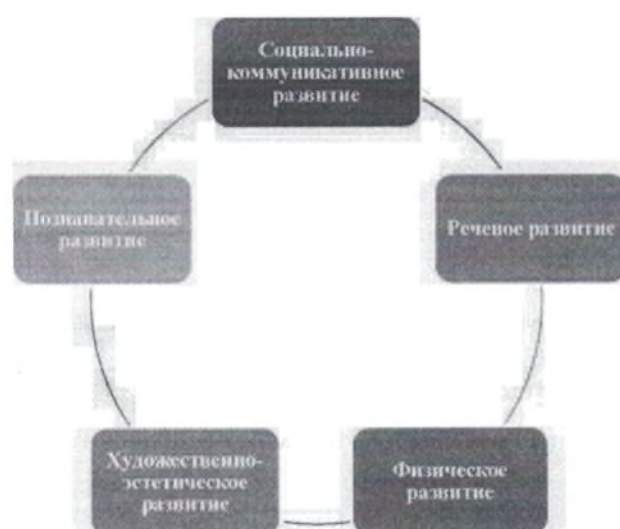 Социально-
коммуникативное
развитие
Речевое развитие
Физическое
развитие
Художественно-
эстетическое
развитие
Познавательное
развитие